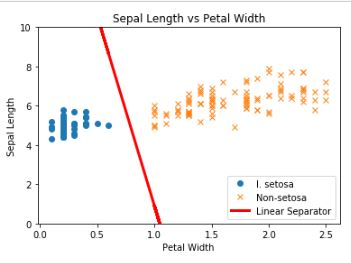 Sepal Length vs Petal Width
10
8
6
4
2
0
Sepal Length
I. setosa
Non-setosa
Linear Separator
0.0 0.5 1.0 1.5 2.0 2.5
Petal Width